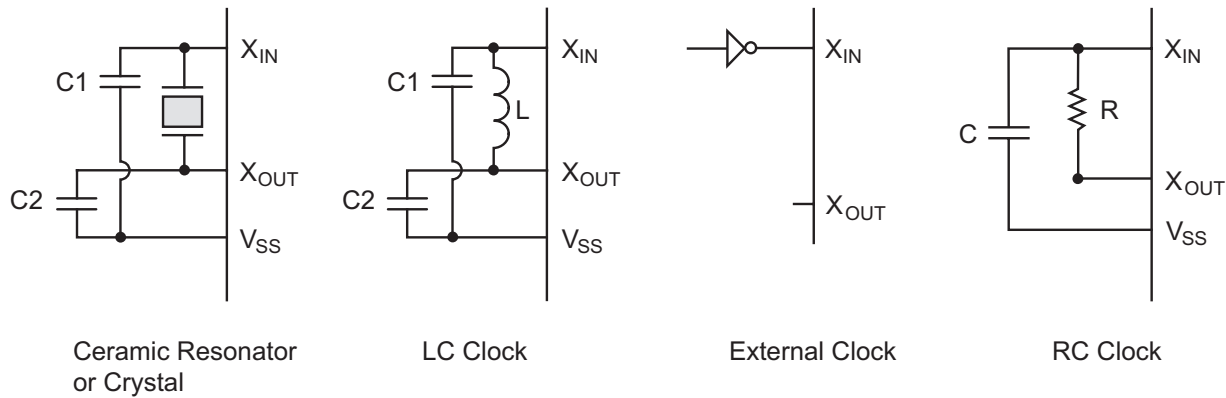 X_IN
C1
X_OUT
C2
V_SS
Ceramic Resonator
or Crystal
X_IN
C1
L
X_OUT
C2
V_SS
LC Clock
X_IN
X_OUT
External Clock
X_IN
R
C
X_OUT
V_SS
RC Clock